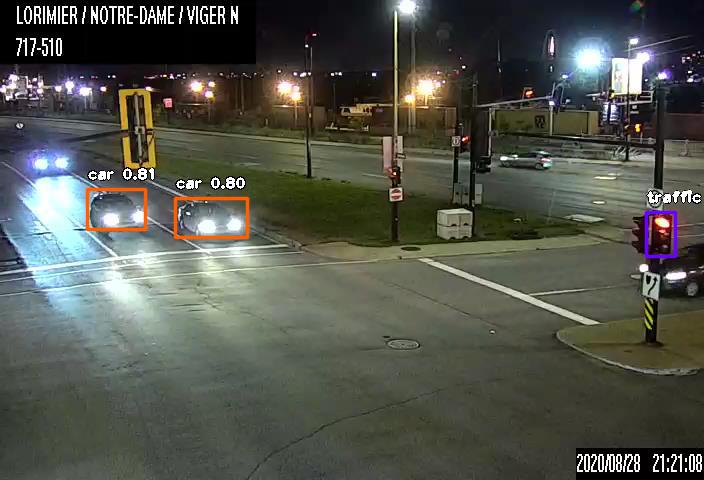 LORIMIER / NOTRE-DAME / VIGER N
717-510
car 0.81
car 0.80
traffic
2020/08/28 21:21:08